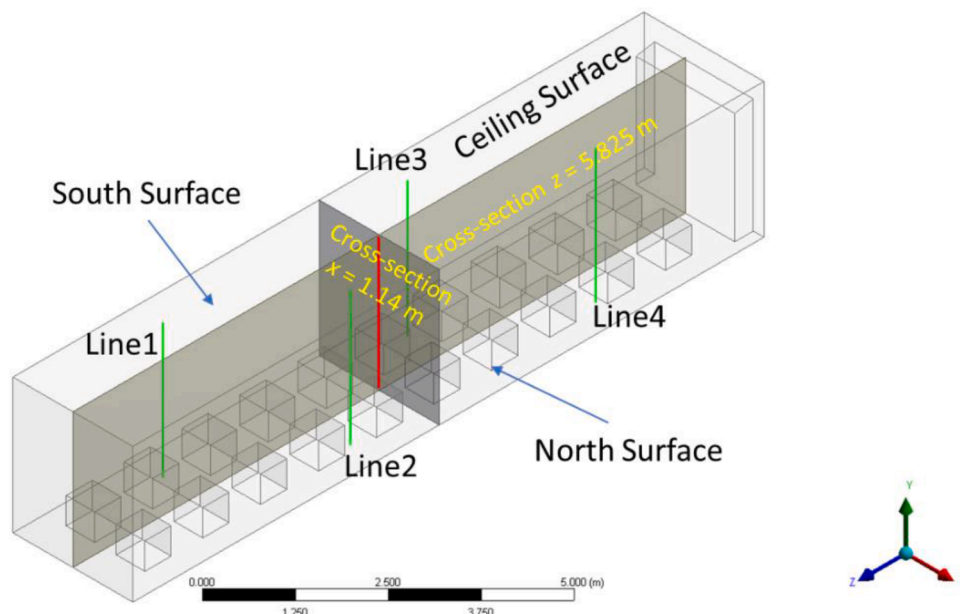 Ceiling Surface
Line3
South Surface
Cross-section z = 5.825 m
Cross-section
x = 1.14 m
Line1
Line4
Line2
North Surface
Y
Z
0.000
2.500
5.000 (m)
1.250
3.750